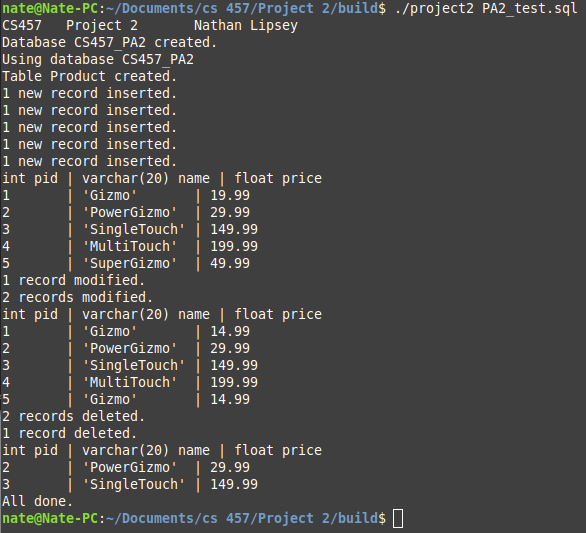 nate@Nate-PC:~/Documents/cs 457/Project 2/build$ ./project2 PA2_test.sql
CS457   Project 2       Nathan Lipsey
Database CS457_PA2 created.
Using database CS457_PA2
Table Product created.
1 new record inserted.
1 new record inserted.
1 new record inserted.
1 new record inserted.
1 new record inserted.
int pid | varchar(20) name | float price
1       | 'Gizmo'       | 19.99
2       | 'PowerGizmo'  | 29.99
3       | 'SingleTouch' | 149.99
4       | 'MultiTouch'  | 199.99
5       | 'SuperGizmo'  | 49.99
1 record modified.
2 records modified.
int pid | varchar(20) name | float price
1       | 'Gizmo'       | 14.99
2       | 'PowerGizmo'  | 29.99
3       | 'SingleTouch' | 149.99
4       | 'MultiTouch'  | 199.99
5       | 'Gizmo'       | 14.99
2 records deleted.
1 record deleted.
int pid | varchar(20) name | float price
2       | 'PowerGizmo'  | 29.99
3       | 'SingleTouch' | 149.99
All done.
nate@Nate-PC:~/Documents/cs 457/Project 2/build$